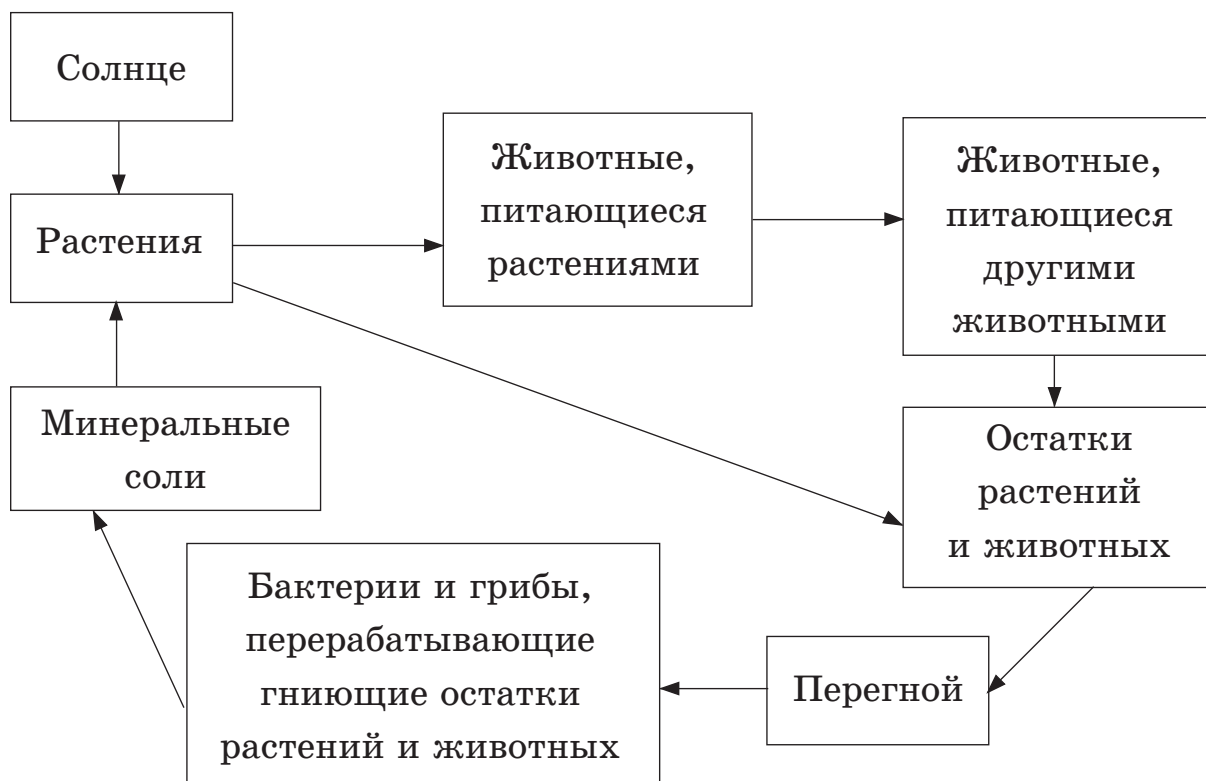 Солнце
Растения
Животные,
питающиеся
растениями
Животные,
питающиеся
другими
животными
Минеральные
соли
Остатки
растений
и животных
Бактерии и грибы,
перерабатывающие
гниющие остатки
растений и животных
Перегной